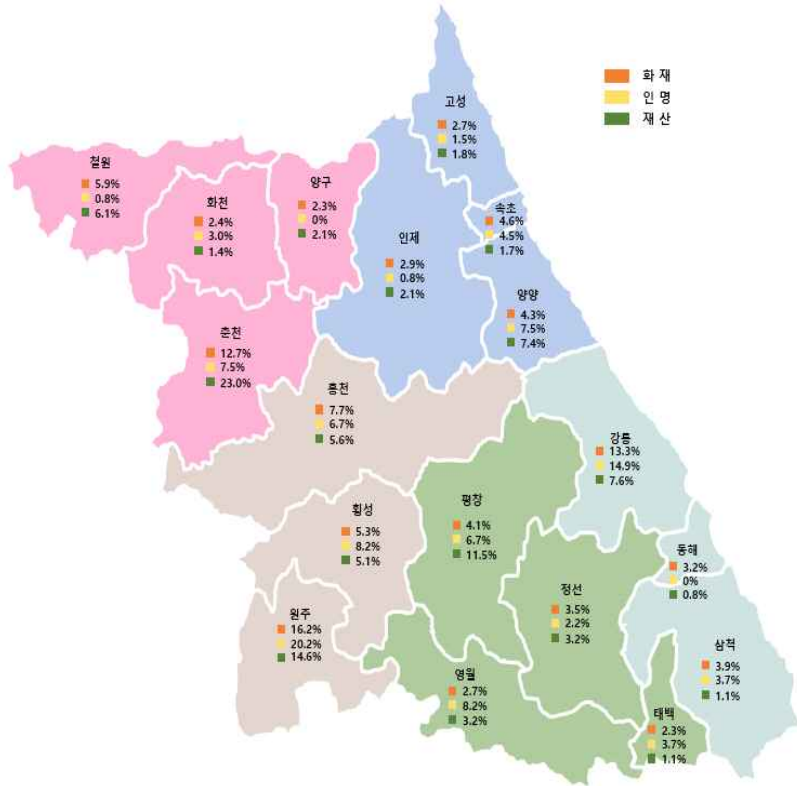 화 재
인 명
재 산
고성
2.7%
1.5%
1.8%
철원
5.9%
0.8%
6.1%
화천
2.4%
3.0%
1.4%
양구
2.3%
0%
2.1%
인제
2.9%
0.8%
2.1%
속초
4.6%
4.5%
1.7%
양양
4.3%
7.5%
7.4%
춘천
12.7%
7.5%
23.0%
홍천
7.7%
6.7%
5.6%
강릉
13.3%
14.9%
7.6%
횡성
5.3%
8.2%
5.1%
평창
4.1%
6.7%
11.5%
동해
3.2%
0%
0.8%
정선
3.5%
2.2%
3.2%
원주
16.2%
20.2%
14.6%
삼척
3.9%
3.7%
1.1%
영월
2.7%
8.2%
3.2%
태백
2.3%
3.7%
1.1%